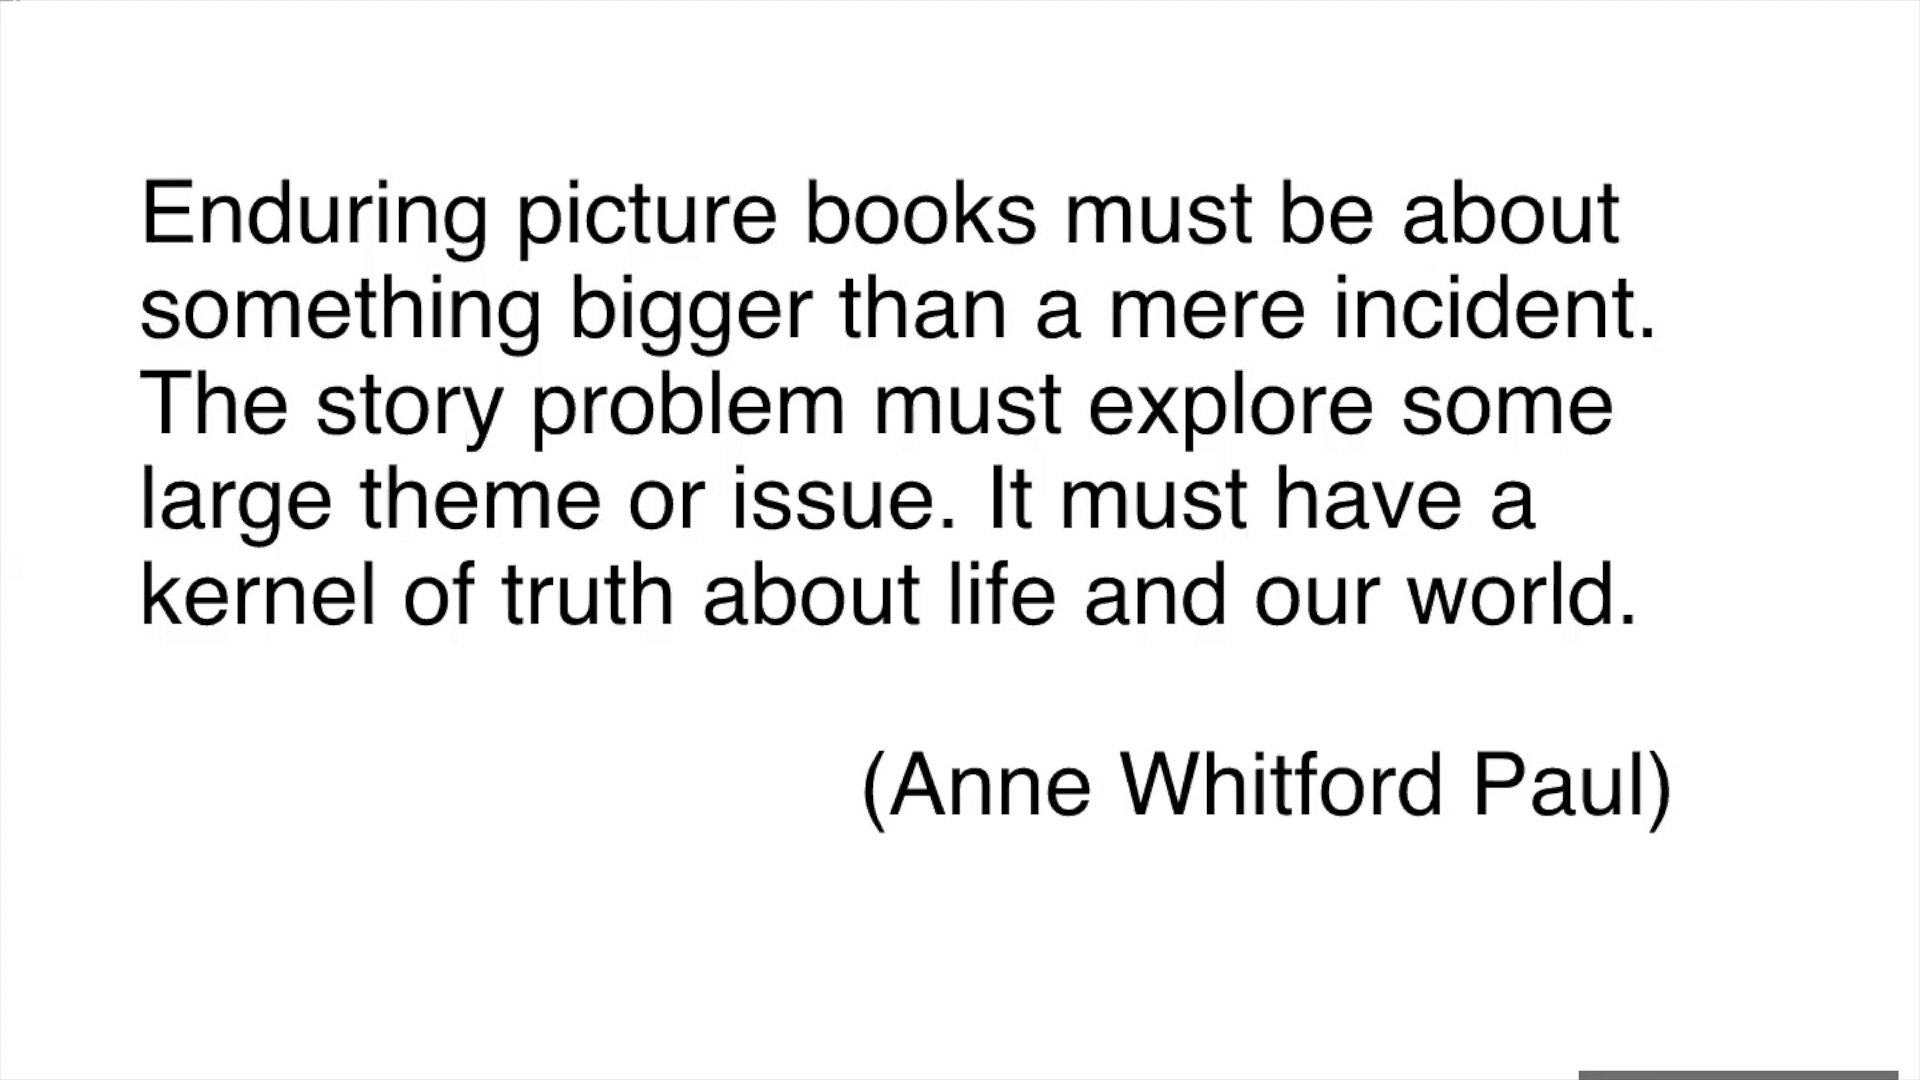 Enduring picture books must be about
something bigger than a mere incident.
The story problem must explore some
large theme or issue. It must have a
kernel of truth about life and our world.
(Anne Whitford Paul)